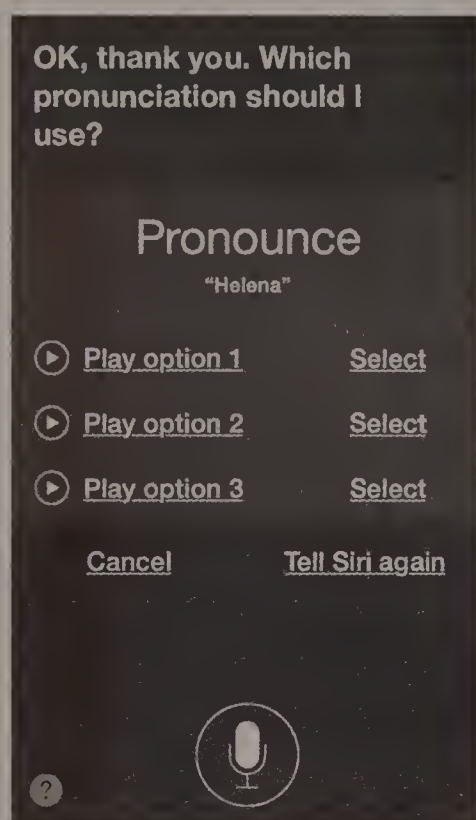 OK, thank you. Which
pronunciation should I
use?
Pronounce
"Helena"
Play option 1 Select
Play option 2 Select
Play option 3 Select
Cancel Tell Siri again
?